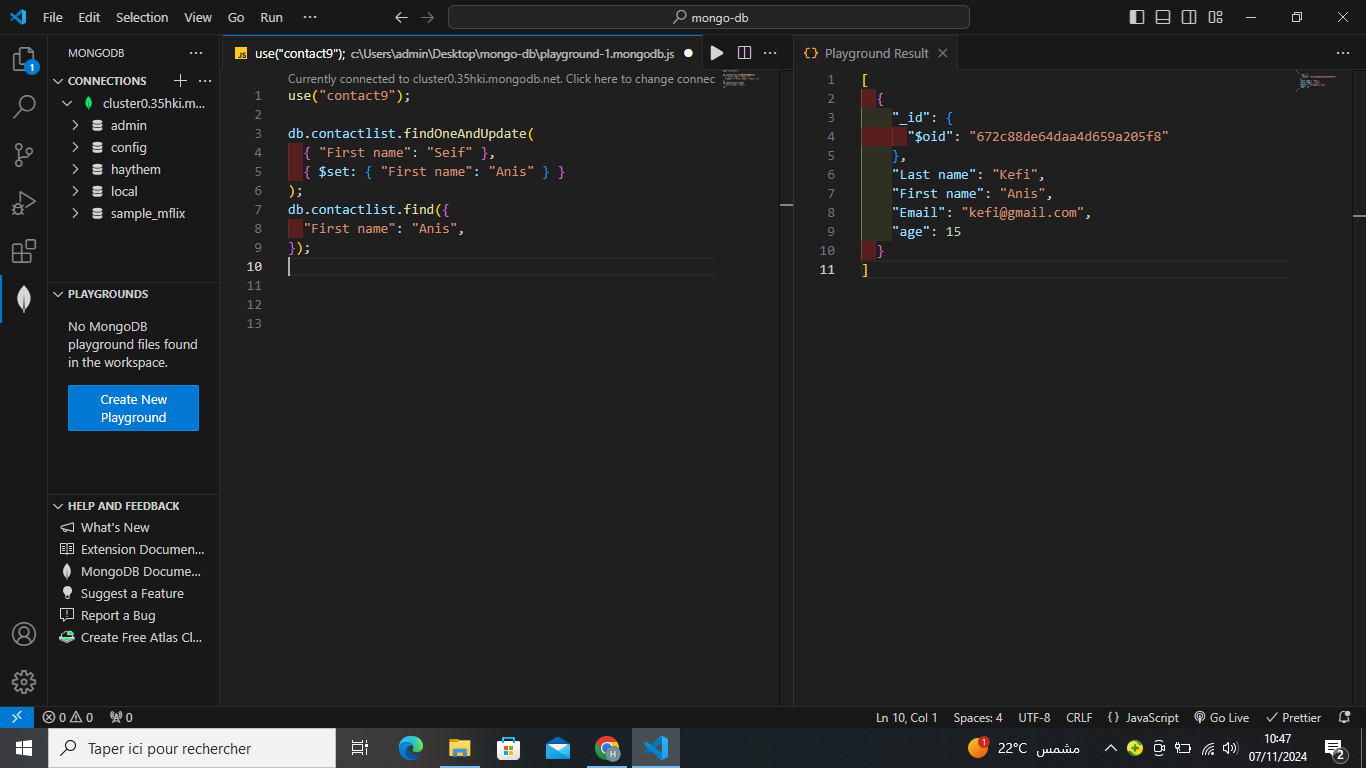 File Edit Selection View Go Run ··· mongo-db
MONGODB ···
1
CONNECTIONS
cluster0.35hki.m...
admin
config
haythem
local
sample_mflix
PLAYGROUNDS
No MongoDB
playground files found
in the workspace.
Create New
Playground
HELP AND FEEDBACK
What's New
Extension Documen...
MongoDB Docume...
Suggest a Feature
Report a Bug
Create Free Atlas Cl...
JS use("contact9"); c:\Users\admin\Desktop\mongo-db\playground-1.mongodb.js
Currently connected to cluster0.35hki.mongodb.net. Click here to change connec
1 use("contact9");
2
3 db.contactlist.findOneAndUpdate(
4 { "First name": "Seif" },
5 { $set: { "First name": "Anis" } }
6 );
7 db.contactlist.find({
8 "First name": "Anis",
9 });
10
11
12
13
{} Playground Result
1 [
2 {
3 "_id": {
4 "$oid": "672c88de64daa4d659a205f8"
5 },
6 "Last name": "Kefi",
7 "First name": "Anis",
8 "Email": "kefi@gmail.com",
9 "age": 15
10 }
11 ]
0 0 0 Ln 10, Col 1 Spaces: 4 UTF-8 CRLF {} JavaScript Go Live Prettier
Taper ici pour rechercher
H
1
22°C مشمس
10:47
07/11/2024
2